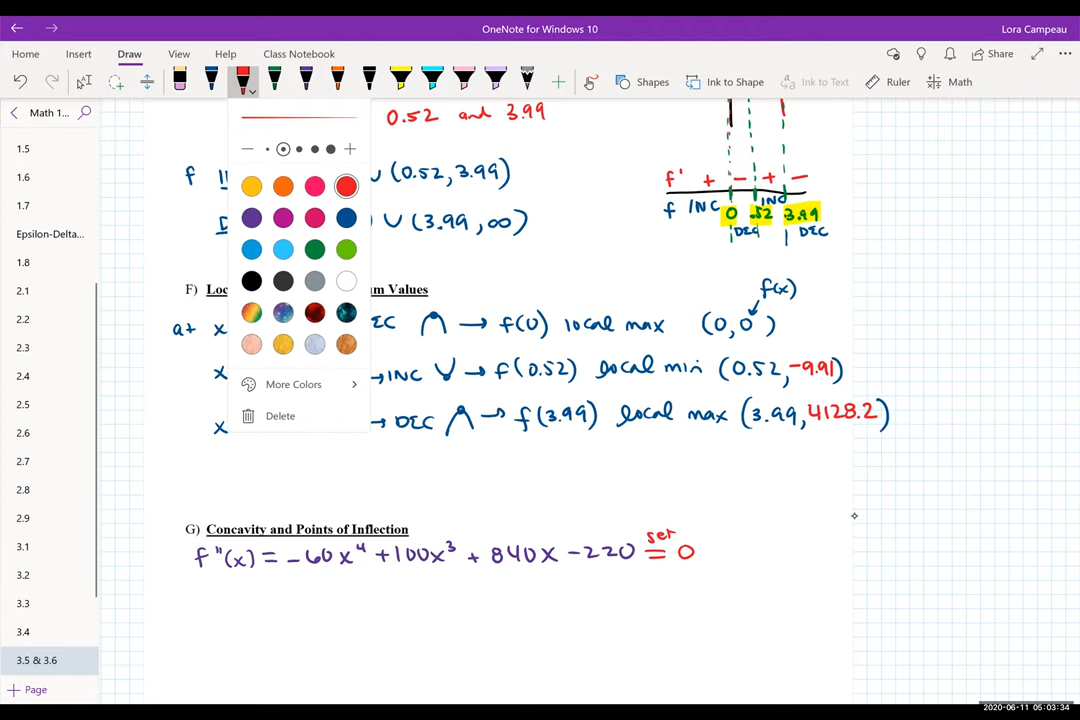 OneNote for Windows 10
Lora Campeau
Home Insert Draw View Help Class Notebook
Share
Shapes Ink to Shape Ink to Text Ruler Math
Math 1...
1.5
1.6
1.7
Epsilon-Delta...
1.8
2.1
2.2
2.3
2.4
2.5
2.6
2.7
2.8
2.9
3.1
3.2
3.3
3.4
3.5 & 3.6
Page
More Colors
Delete
0.52 and 3.99
f ∪ (0.52, 3.99)
D ) ∪ (3.99, ∞)
f' + - + -
f INC DEC INC DEC
0 .52 3.99
F) Loc um Values
f(x)
at x EC → f(0) local max (0,0)
x → INC → f(0.52) local min (0.52, -9.91)
x → DEC → f(3.99) local max (3.99, 4128.2)
G) Concavity and Points of Inflection
set
f"(x) = -60x⁴ + 100x³ + 840x - 220 = 0
2020-06-11 05:03:34